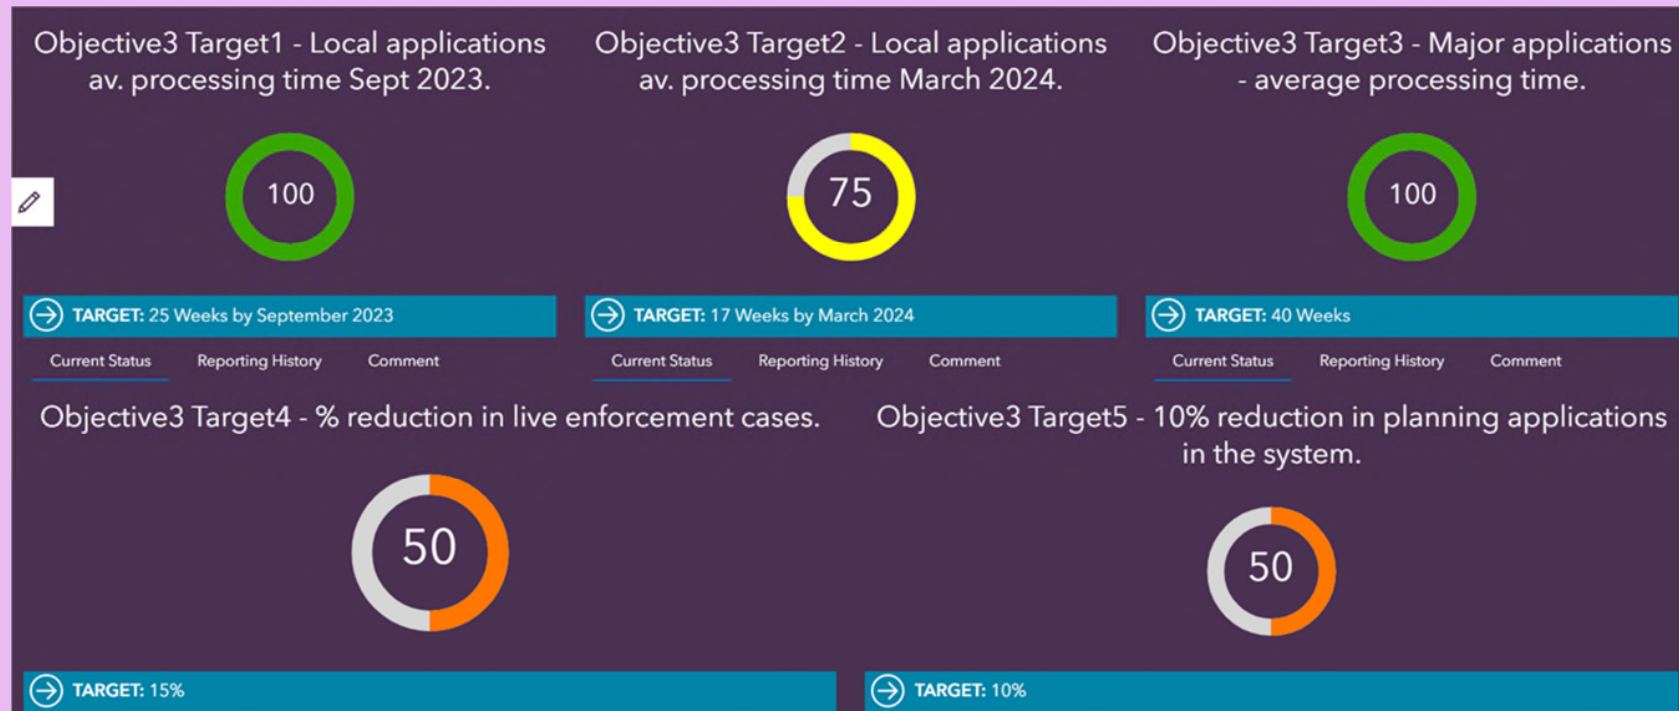 Objective3 Target1 - Local applications
av. processing time Sept 2023.
100
TARGET: 25 Weeks by September 2023
Current Status Reporting History Comment
Objective3 Target2 - Local applications
av. processing time March 2024.
75
TARGET: 17 Weeks by March 2024
Current Status Reporting History Comment
Objective3 Target3 - Major applications
- average processing time.
100
TARGET: 40 Weeks
Current Status Reporting History Comment
Objective3 Target4 - % reduction in live enforcement cases.
50
TARGET: 15%
Objective3 Target5 - 10% reduction in planning applications
in the system.
50
TARGET: 10%